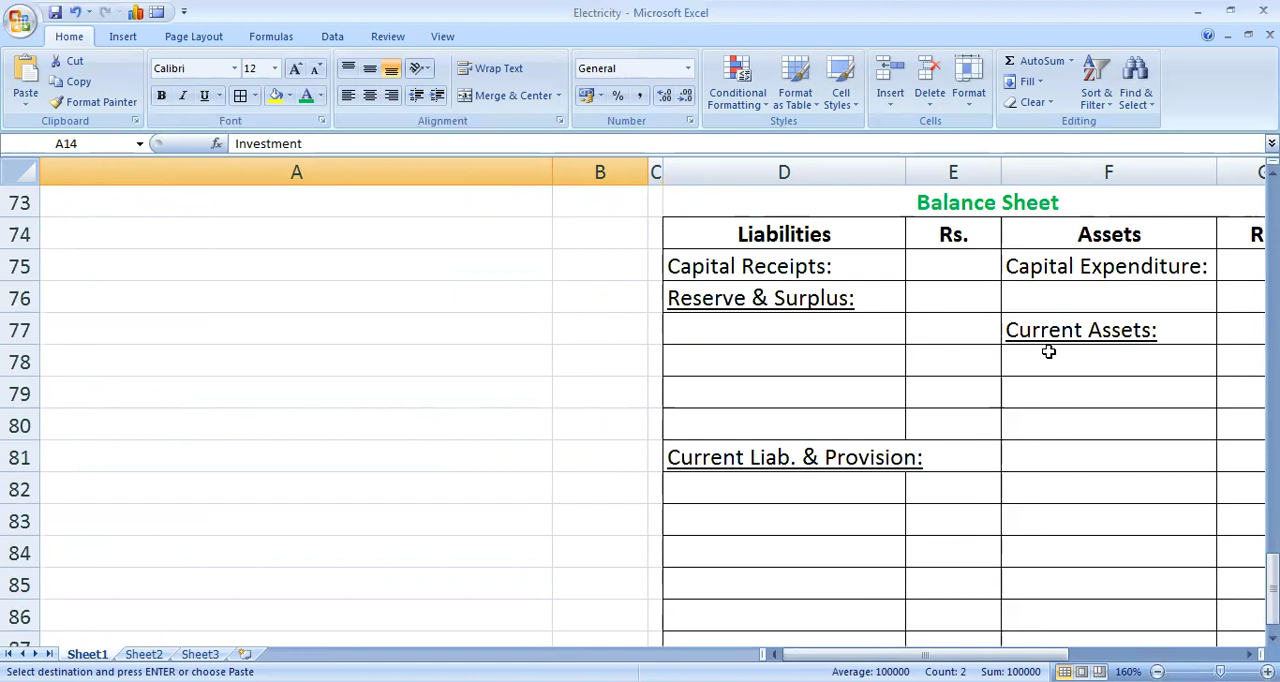 Electricity - Microsoft Excel
Home Insert Page Layout Formulas Data Review View
Paste
Cut
Copy
Format Painter
Clipboard
Calibri 12
A A
B I U A
Font
Wrap Text
Merge & Center
Alignment
General
% ,
Number
Conditional Formatting
Format as Table
Cell Styles
Styles
Insert Delete Format
Cells
Σ AutoSum
Fill
Clear
Sort & Filter
Find & Select
Editing
A14 fx Investment
A B C D E F
73 Balance Sheet
74 Liabilities Rs. Assets R
75 Capital Receipts: Capital Expenditure:
76 Reserve & Surplus:
77 Current Assets:
78
79
80
81 Current Liab. & Provision:
82
83
84
85
86
Sheet1 Sheet2 Sheet3
Select destination and press ENTER or choose Paste Average: 100000 Count: 2 Sum: 100000 160%